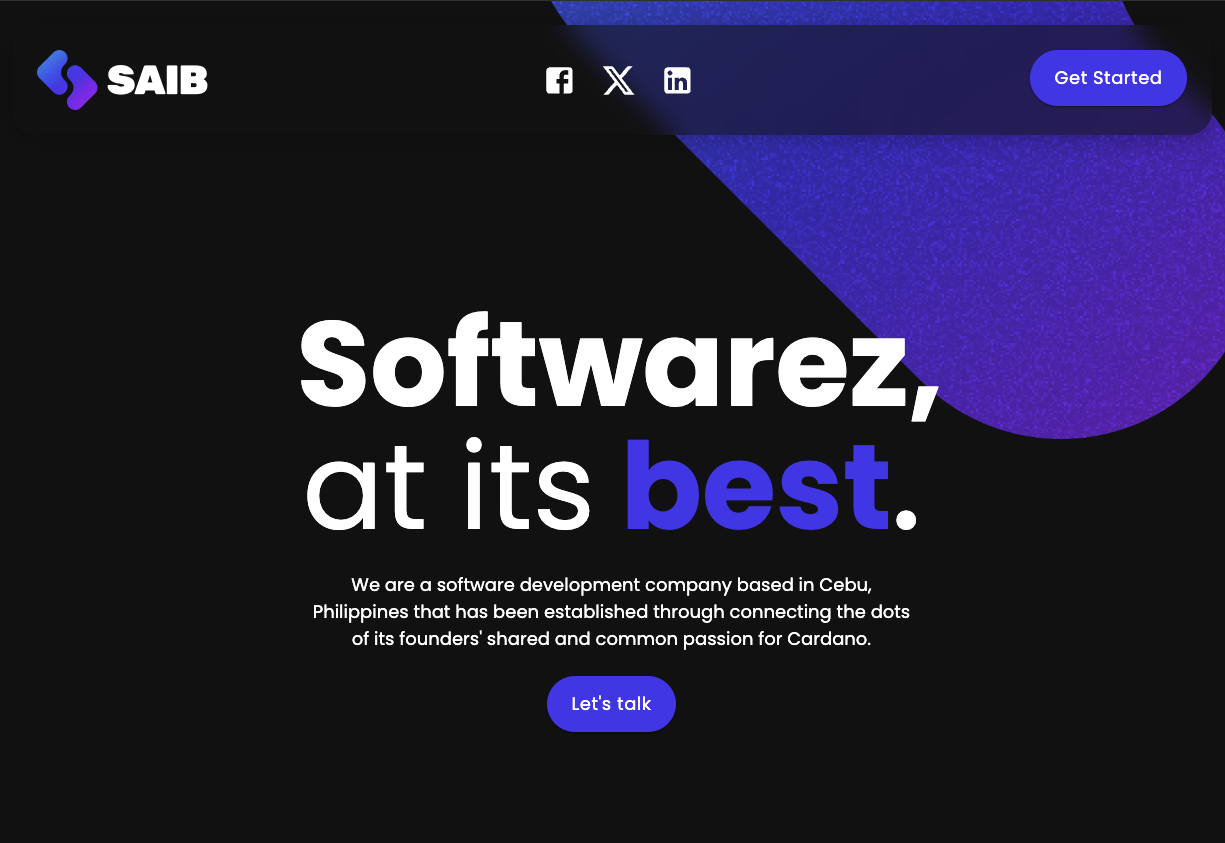 SAIB
Get Started
Softwarez,
at its best.
We are a software development company based in Cebu,
Philippines that has been established through connecting the dots
of its founders' shared and common passion for Cardano.
Let's talk